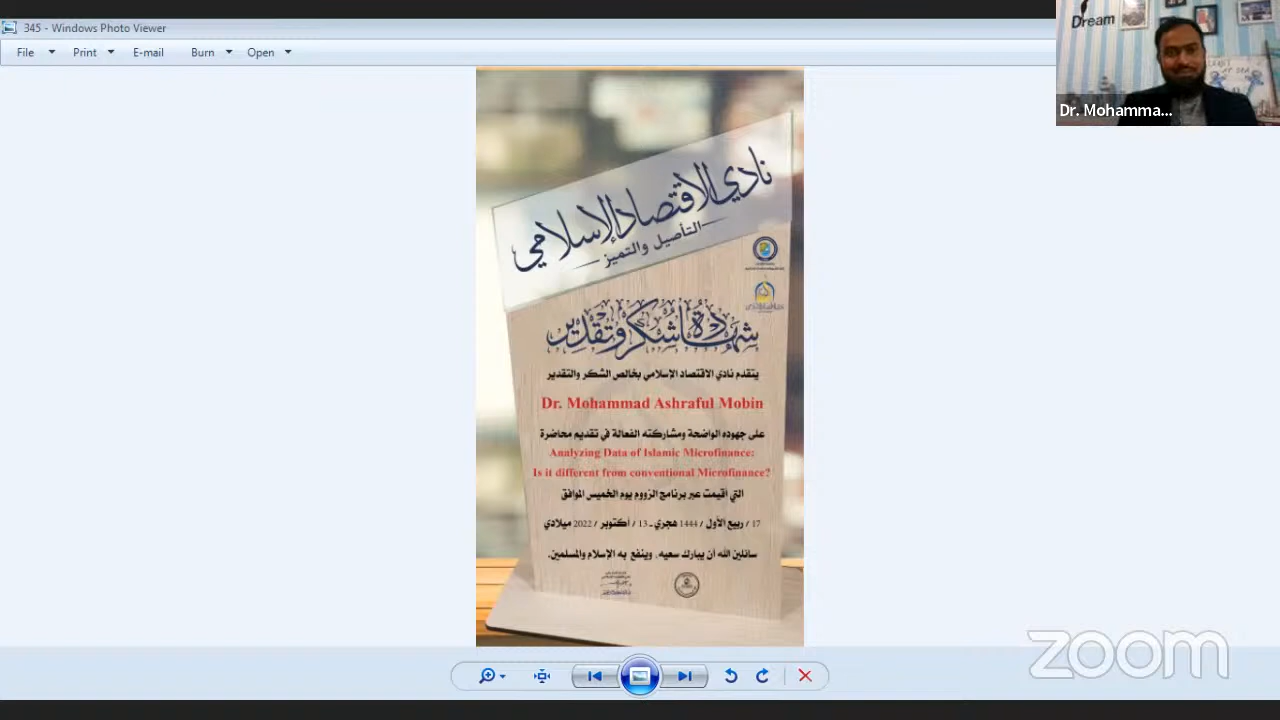 345 - Windows Photo Viewer
File Print E-mail Burn Open
Dream
Dr. Mohamma...
نادي الاقتصاد الإسلامي
التأصيل والتميز
شهادة شكر وتقدير
يتقدم نادي الاقتصاد الإسلامي بخالص الشكر والتقدير
Dr. Mohammad Ashraful Mobin
على جهوده الواضحة ومشاركته الفعالة في تقديم محاضرة
Analyzing Data of Islamic Microfinance:
Is it different from conventional Microfinance?
التي أقيمت عبر برنامج الزووم يوم الخميس الموافق
17 / ربيع الأول / 1444 هجري - 13 / أكتوبر / 2022 ميلادي
سائلين الله أن يبارك سعيه، وينفع به الإسلام والمسلمين.
zoom